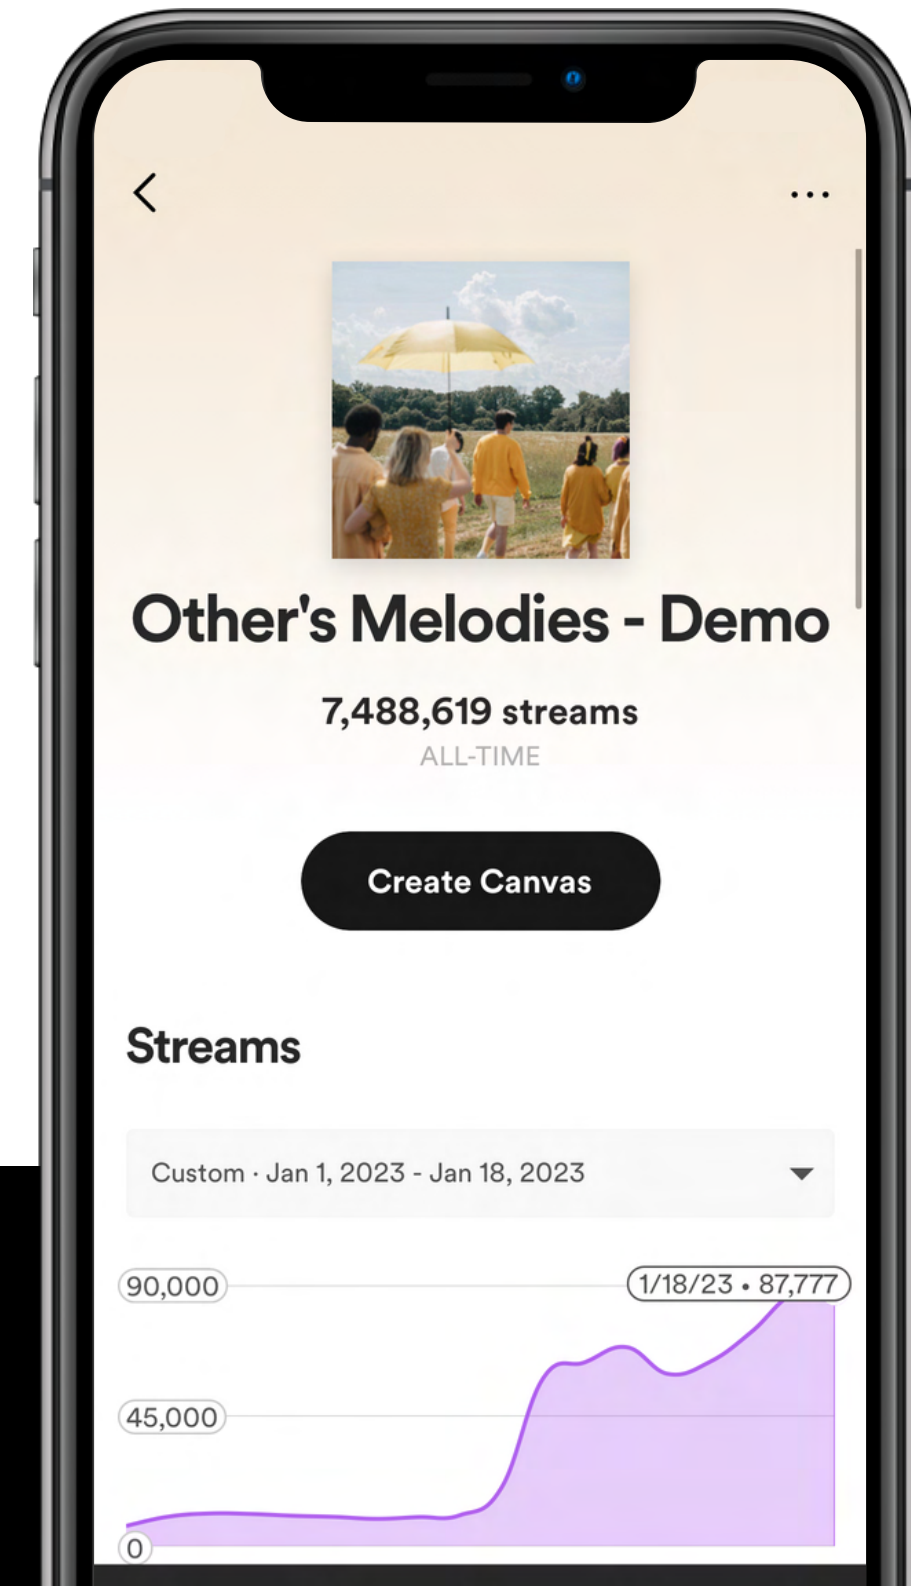 Other's Melodies - Demo
7,488,619 streams
ALL-TIME
Create Canvas
Streams
Custom · Jan 1, 2023 - Jan 18, 2023
90,000
1/18/23 • 87,777
45,000
0